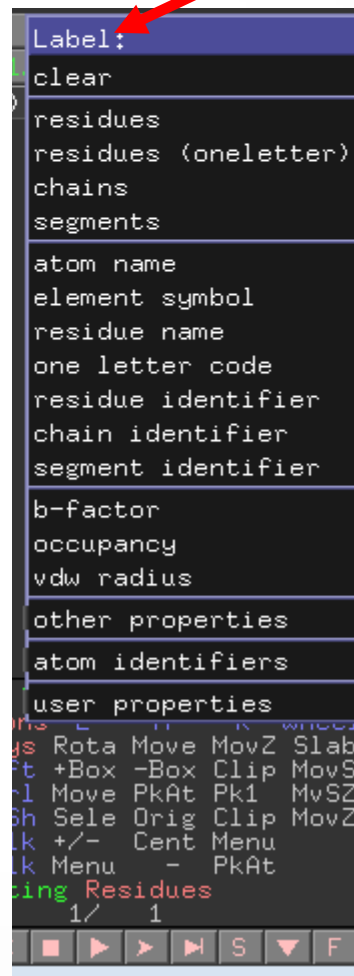 Label:
clear
residues
residues (oneletter)
chains
segments
atom name
element symbol
residue name
one letter code
residue identifier
chain identifier
segment identifier
b-factor
occupancy
vdw radius
other properties
atom identifiers
user properties
Rota Move MovZ Slab
+Box -Box Clip MovS
Move PkAt Pk1 MvSZ
Sele Orig Clip MovZ
+/- Cent Menu
Menu - PkAt
Residues
1/ 1
S F